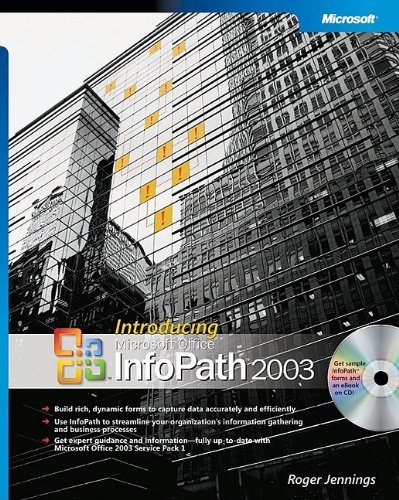 Microsoft®
Introducing
Microsoft Office
InfoPath™ 2003
Get sample
InfoPath™
forms and
an eBook
on CD!
Build rich, dynamic forms to capture data accurately and efficiently
Use InfoPath to streamline your organization's information gathering
and business processes
Get expert guidance and information—fully up-to-date with
Microsoft Office 2003 Service Pack 1
Roger Jennings